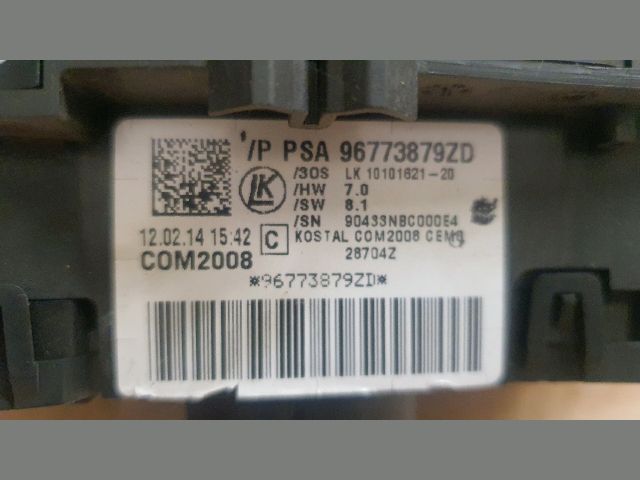 '/P PSA 96773879ZD
/3OS LK 10101621-20
LK
/HW 7.0
/SW 8.1
/SN 90433NBC000E4
12.02.14 15:42 C KOSTAL COM2008 CEM
COM2008 28704Z
*96773879ZD*